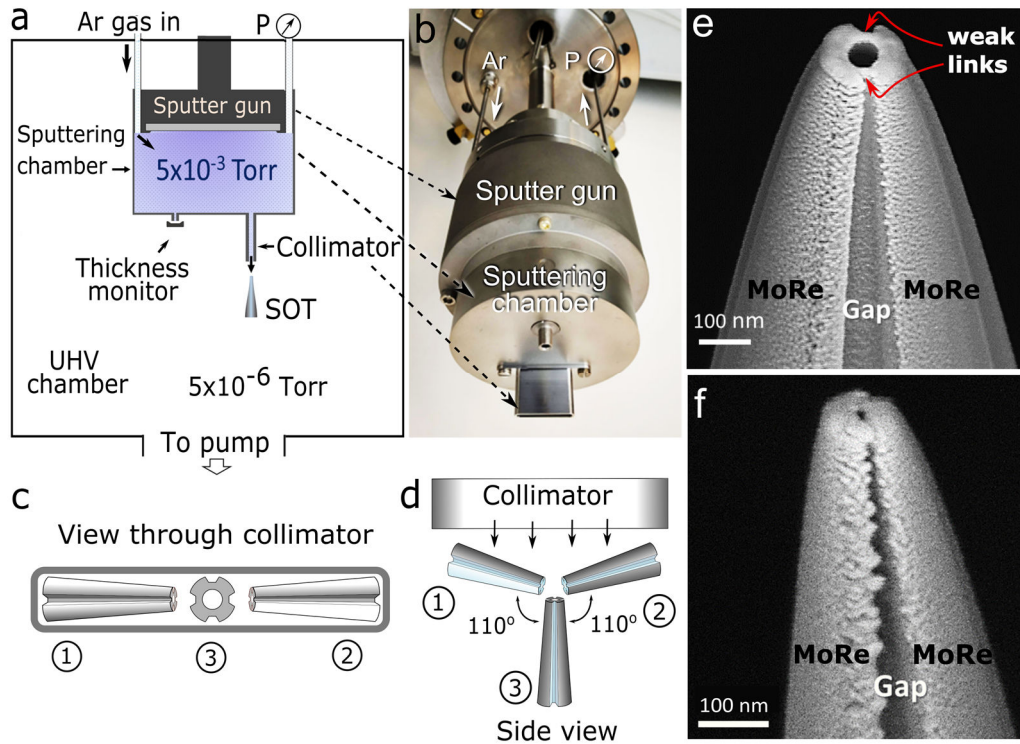 a
Ar gas in
P
Sputter gun
Sputtering
chamber
5x10-3 Torr
Collimator
Thickness
monitor
SOT
UHV
chamber
5x10-6 Torr
To pump
b
Ar
P
Sputter gun
Sputtering
chamber
c
View through collimator
1
3
2
d
Collimator
1
2
110o
110o
3
Side view
e
weak
links
MoRe
Gap
MoRe
100 nm
f
MoRe
Gap
MoRe
100 nm